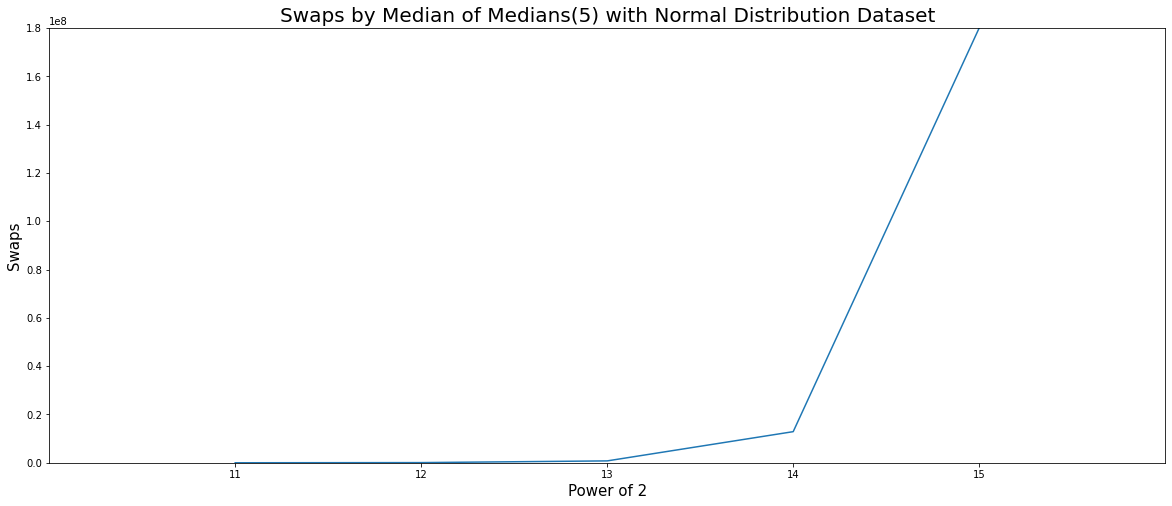 Swaps by Median of Medians(5) with Normal Distribution Dataset
1e8
1.8
1.6
1.4
1.2
1.0
0.8
0.6
0.4
0.2
0.0
Swaps
11 12 13 14 15
Power of 2